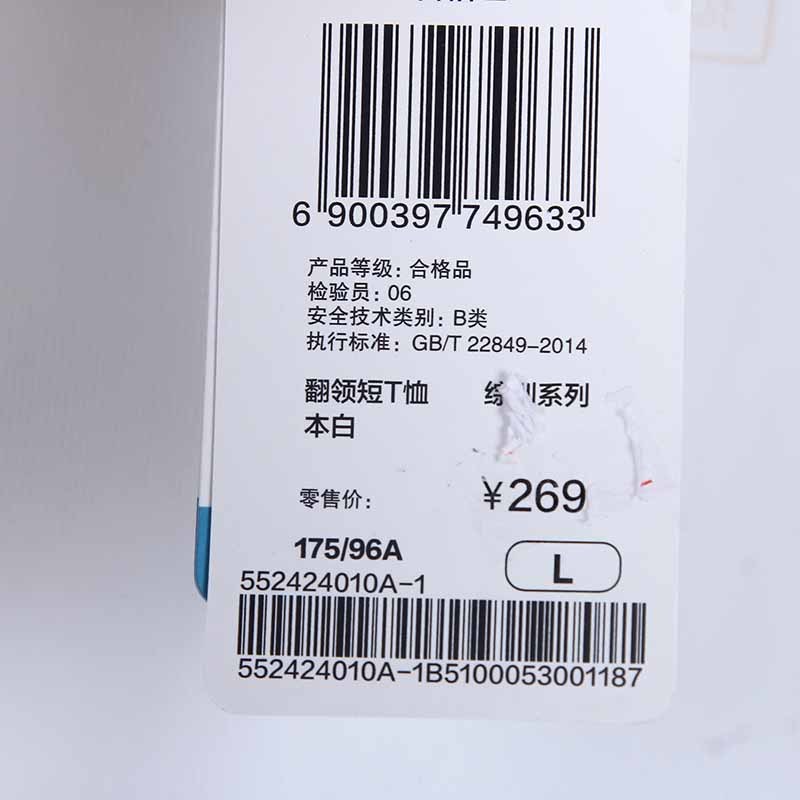 6 900397 749633
产品等级: 合格品
检验员: 06
安全技术类别: B类
执行标准: GB/T 22849-2014
翻领短T恤 综训系列
本白
零售价: ¥269
175/96A L
552424010A-1
552424010A-1B5100053001187